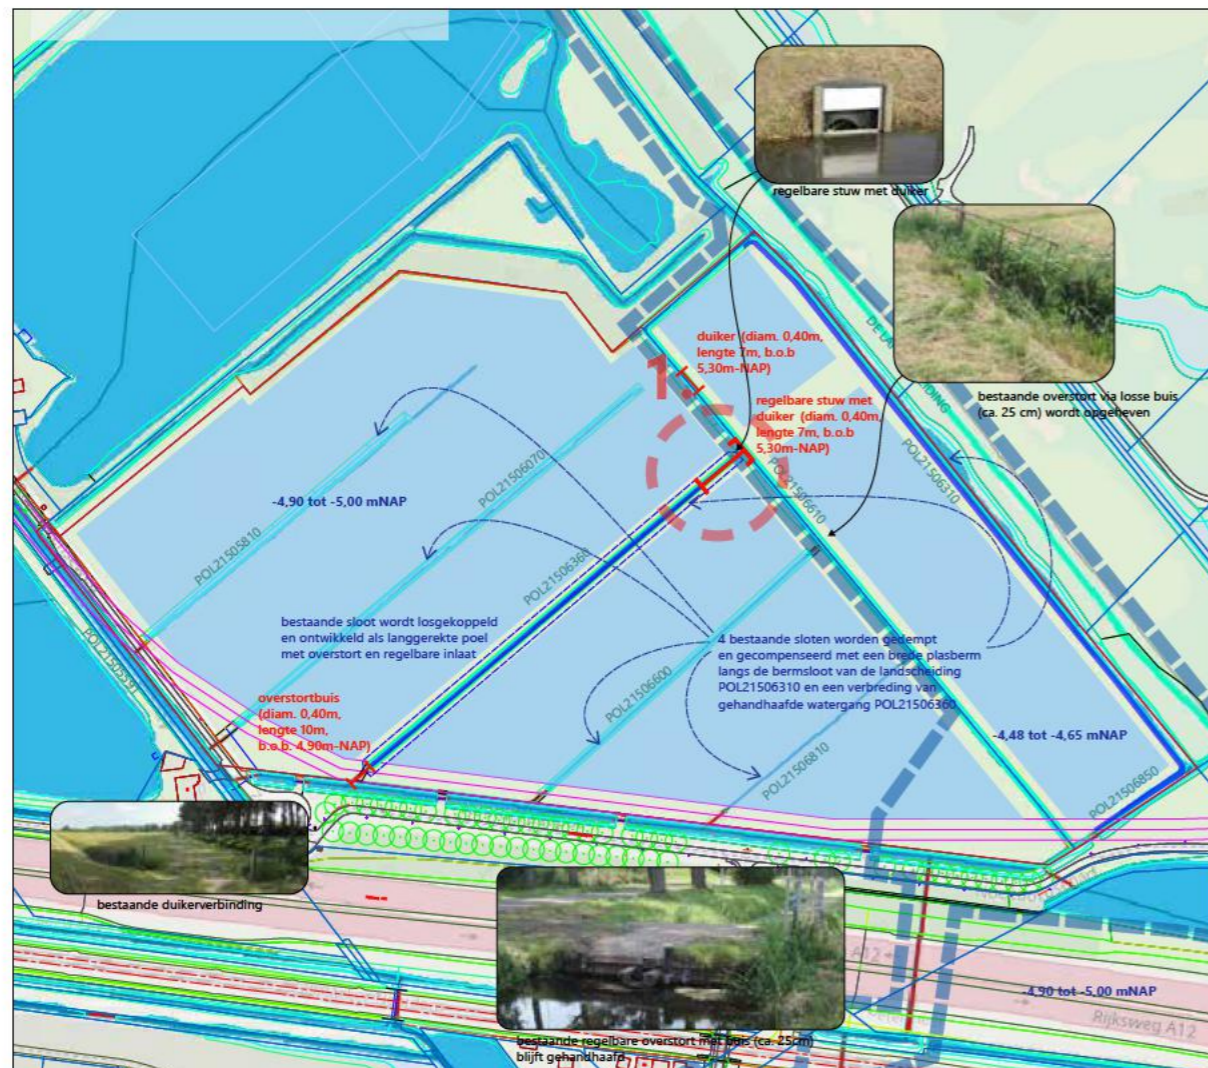 regelbare stuw met duiker
bestaande overstort via losse buis
(ca. 25 cm) wordt opgeheven
duiker (diam. 0,40m,
lengte 7m, b.o.b
5,30m-NAP)
1.
regelbare stuw met
duiker (diam. 0,40m,
lengte 7m, b.o.b
5,30m-NAP)
POL21506310
POL21506610
POL21506070
-4,90 tot -5,00 mNAP
POL21505810
POL21506360
bestaande sloot wordt losgekoppeld
en ontwikkeld als langgerekte poel
met overstort en regelbare inlaat
4 bestaande sloten worden gedempt
en gecompenseerd met een brede plasberm
langs de bermsloot van de landscheiding
POL21506310 en een verbreding van
gehandhaafde watergang POL21506360
POL21506600
overstortbuis
(diam. 0,40m,
lengte 10m,
b.o.b. 4,90m-NAP)
-4,48 tot -4,65 mNAP
POL21506810
POL21506850
bestaande duikerverbinding
A12
-4,90 tot -5,00 mNAP
Rijksweg A12
bestaande regelbare overstort met buis (ca. 25cm)
blijft gehandhaafd